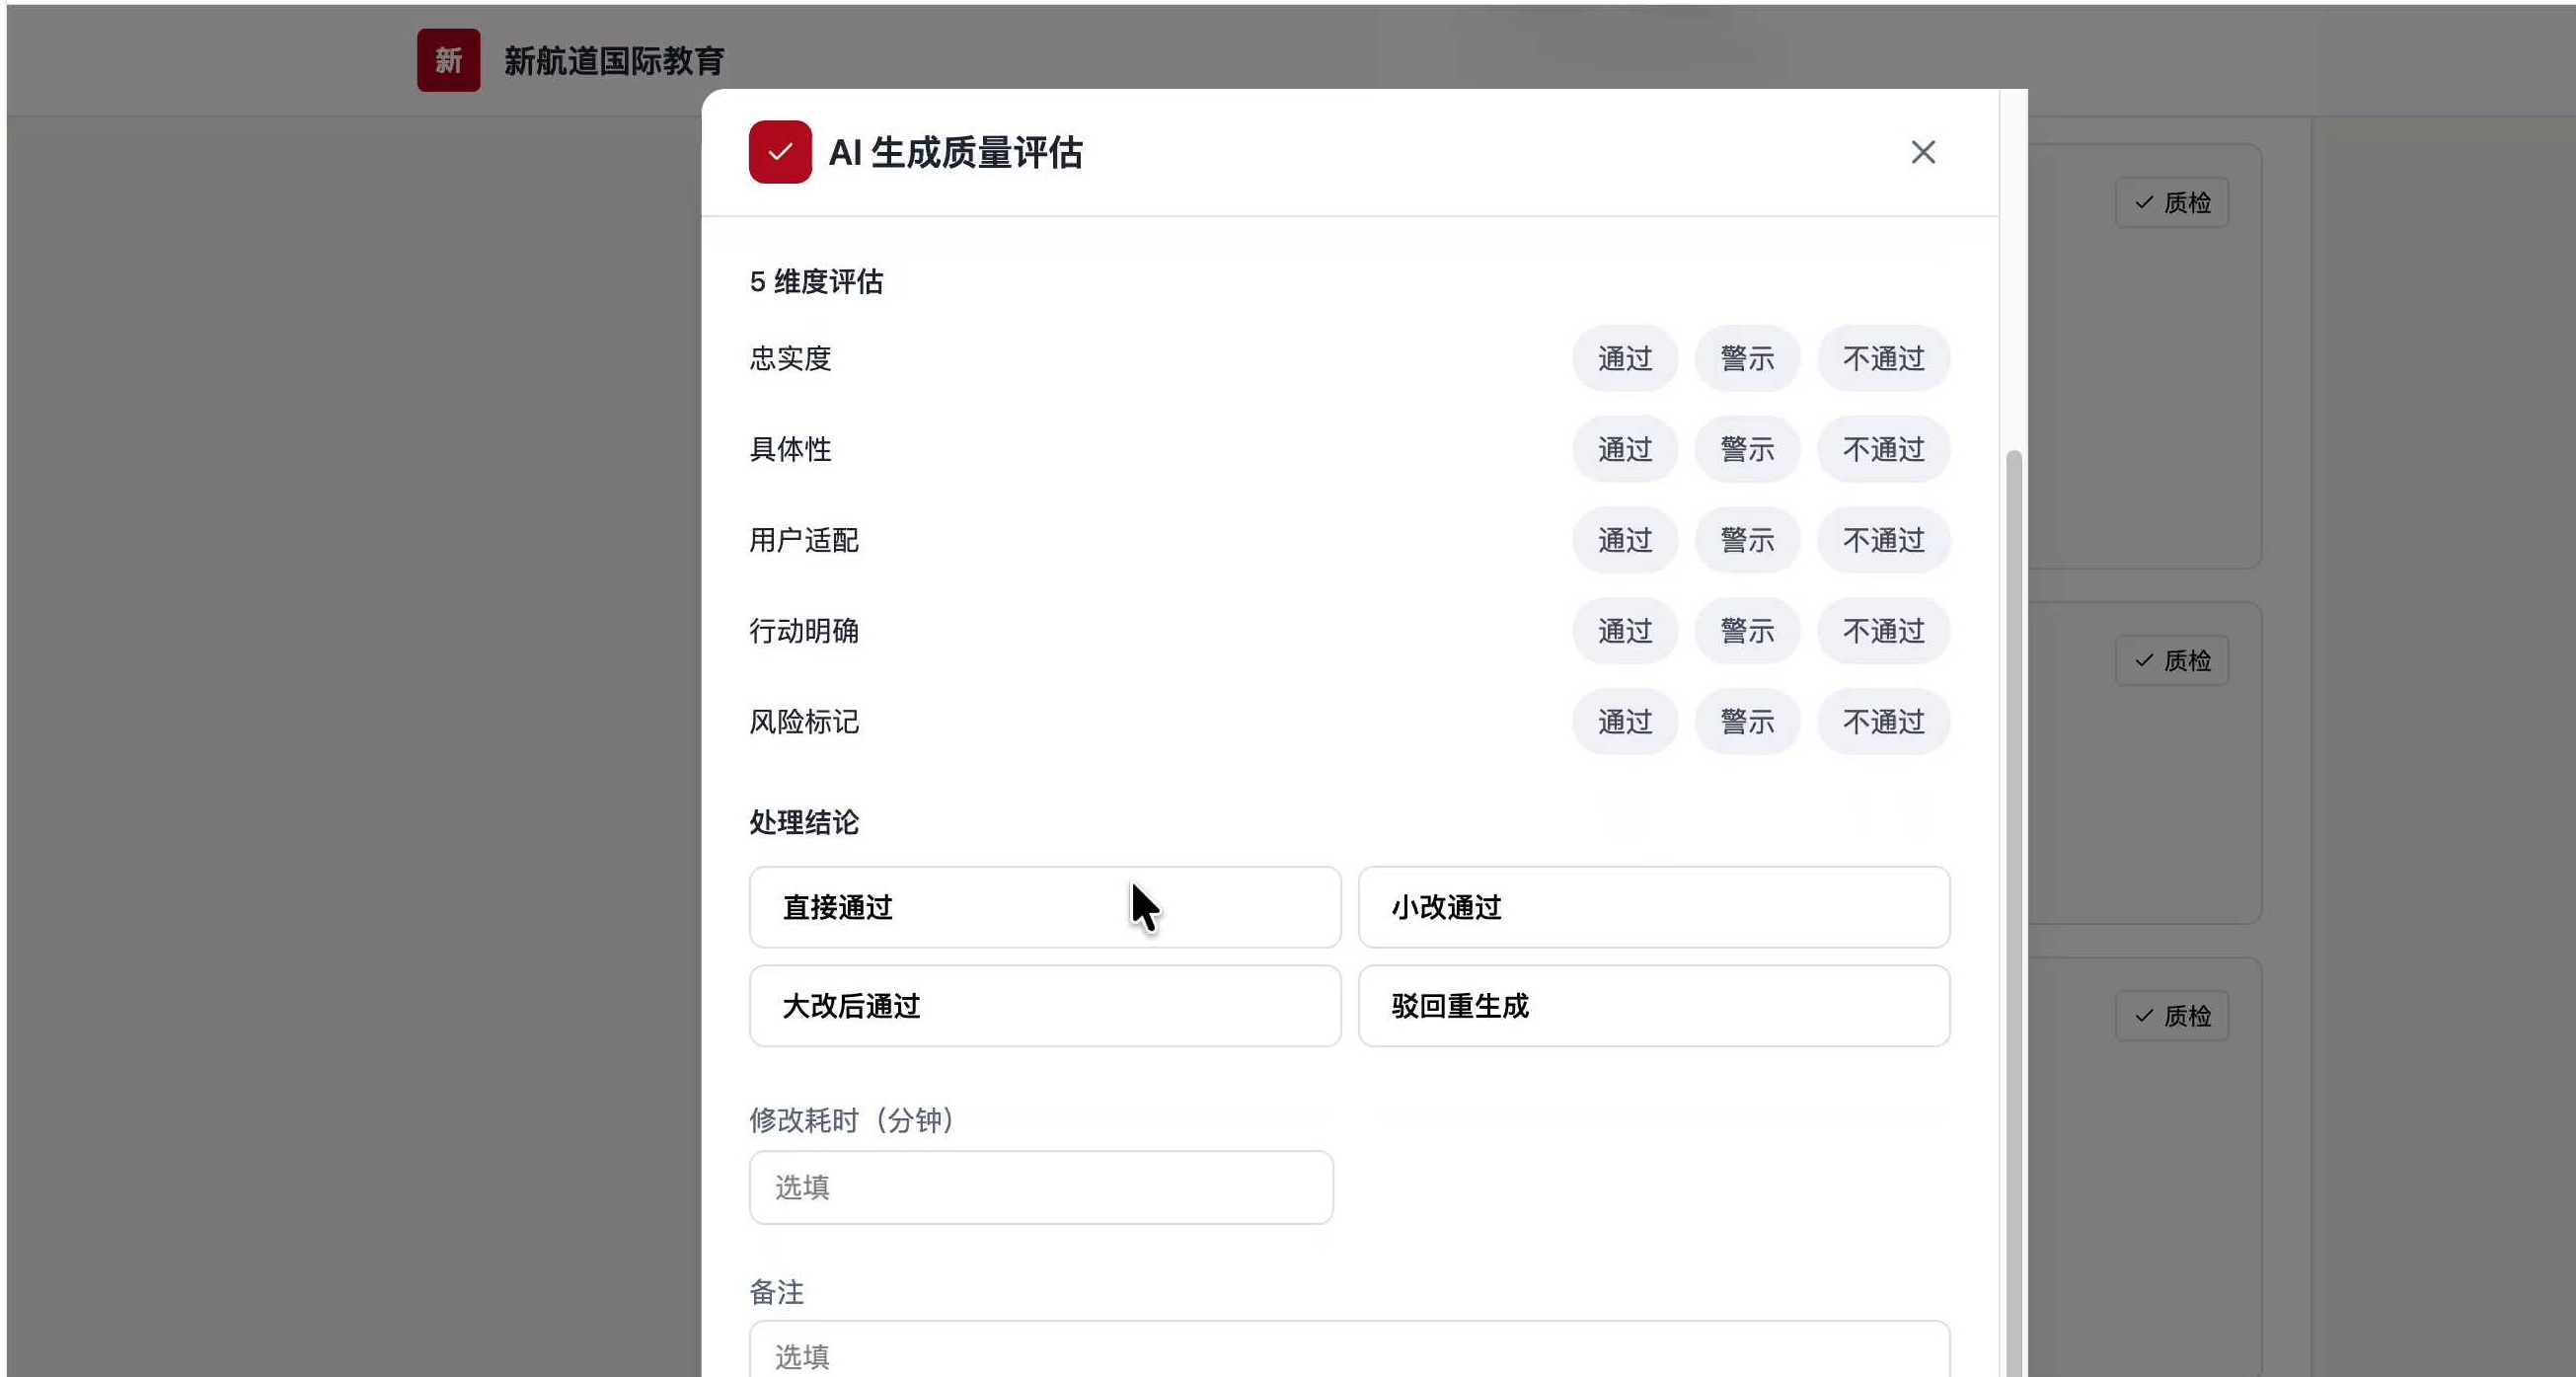 新 新航道国际教育
AI 生成质量评估
质检
5 维度评估
忠实度 通过 警示 不通过
具体性 通过 警示 不通过
用户适配 通过 警示 不通过
行动明确 通过 警示 不通过
质检
风险标记 通过 警示 不通过
处理结论
直接通过 小改通过
大改后通过 驳回重生成
质检
修改耗时（分钟）
选填
备注
选填